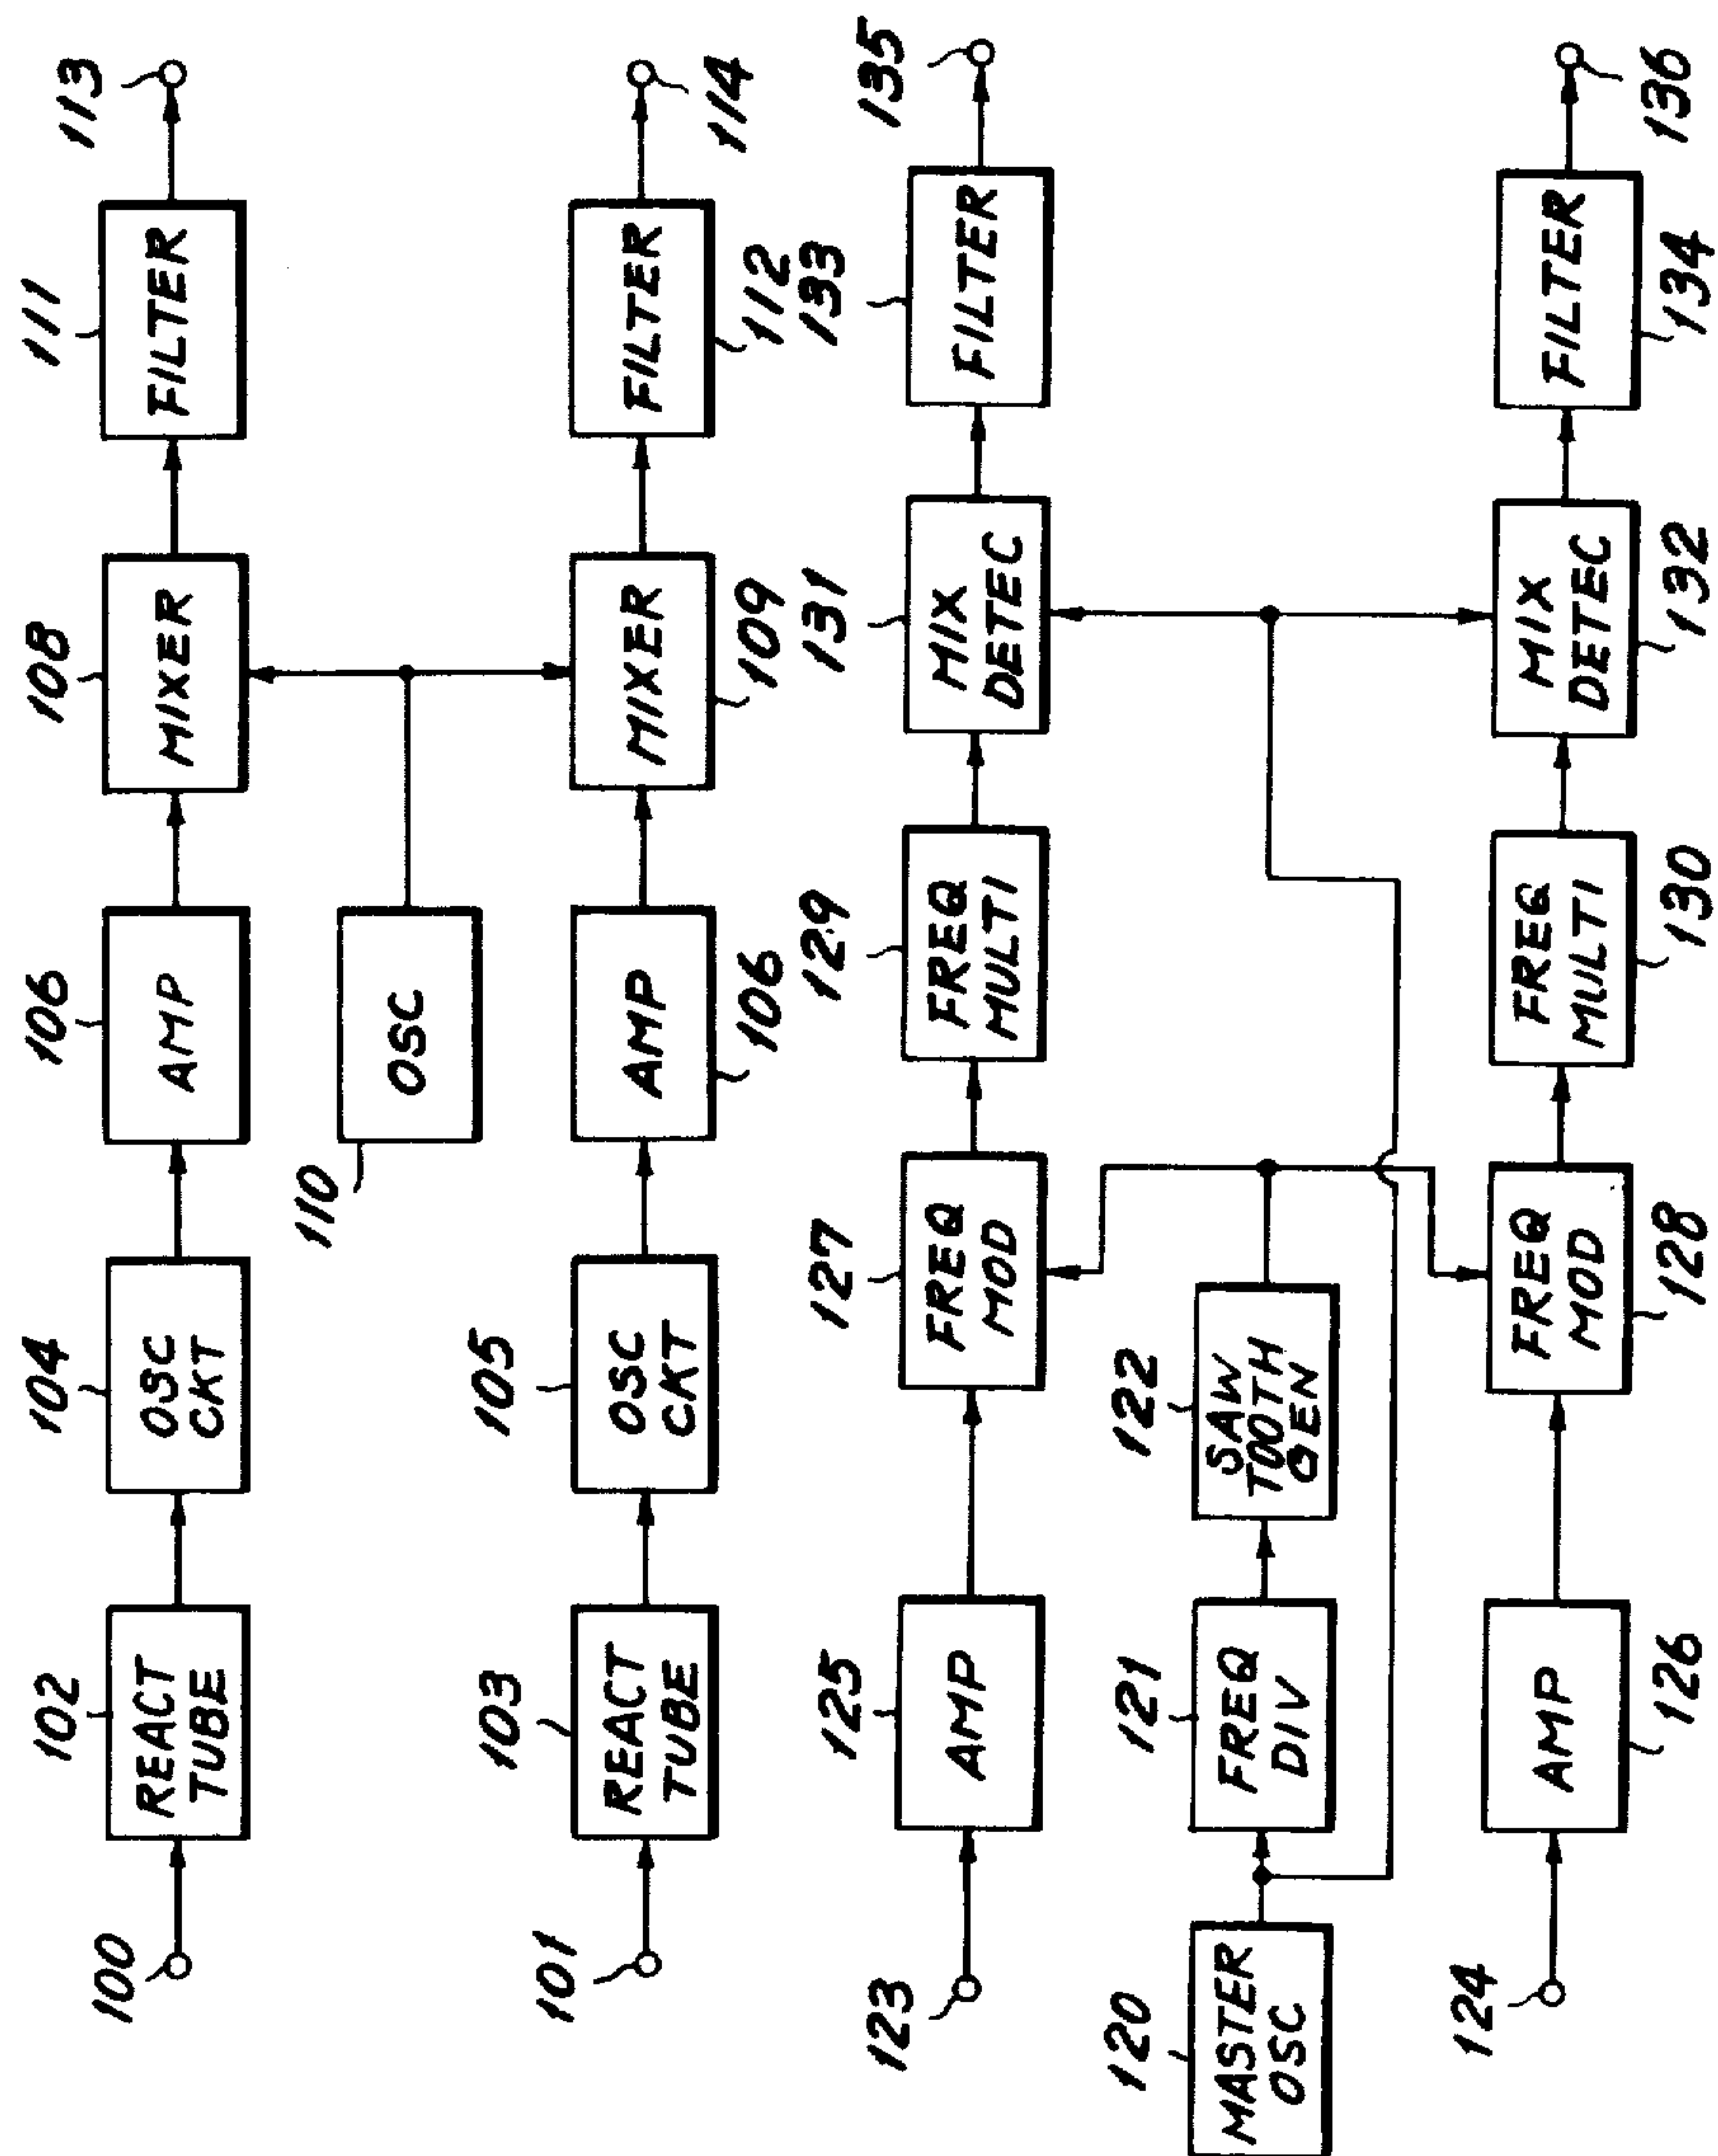 100
102
REACT
TUBE
104
OSC
CKT
106
AMP
108
MIXER
111
FILTER
113
110
OSC
101
103
REACT
TUBE
105
OSC
CKT
106
AMP
109
MIXER
112
FILTER
114
123
125
AMP
127
FREQ
MOD
129
FREQ
MULTI
131
MIX
DETEC
133
FILTER
135
120
MASTER
OSC
121
FREQ
DIV
122
SAW
TOOTH
GEN
124
126
AMP
128
FREQ
MOD
130
FREQ
MULTI
132
MIX
DETEC
134
FILTER
136